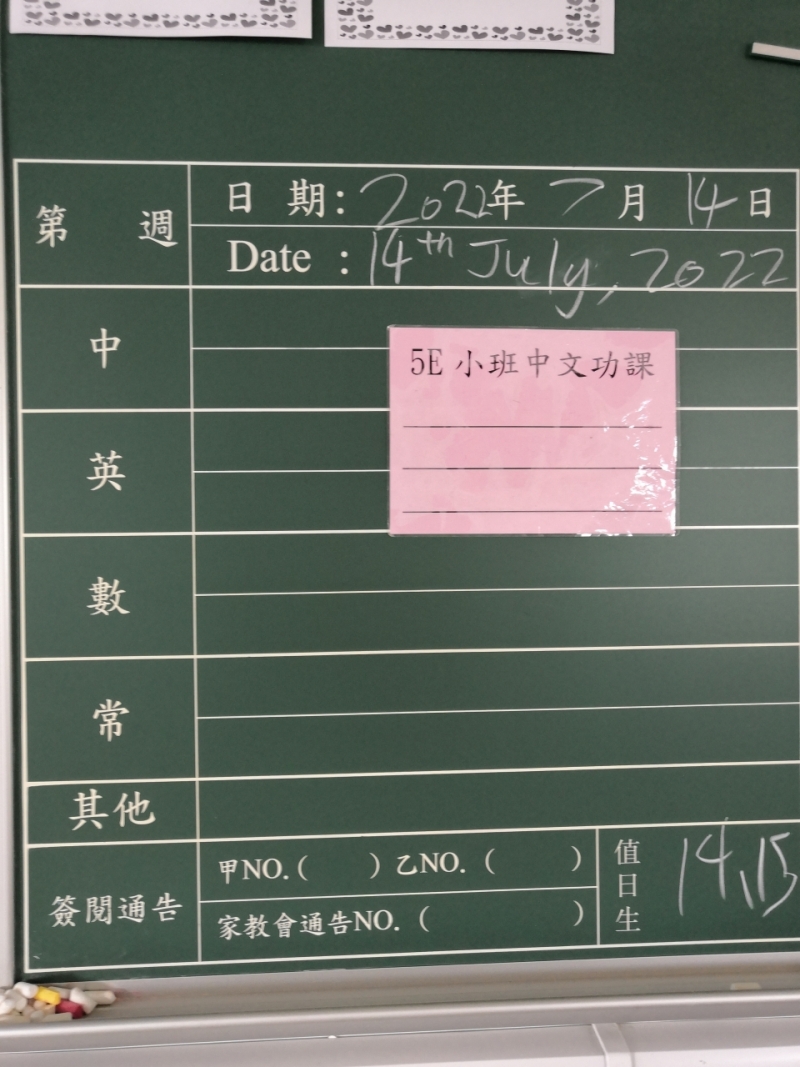 第 週
日 期: 2022年 7月 14日
Date : 14th July, 2022
中
5E 小班中文功課
英
數
常
其他
簽閱通告
甲NO.( ) 乙NO. ( )
家教會通告NO. ( )
值日生
14、15